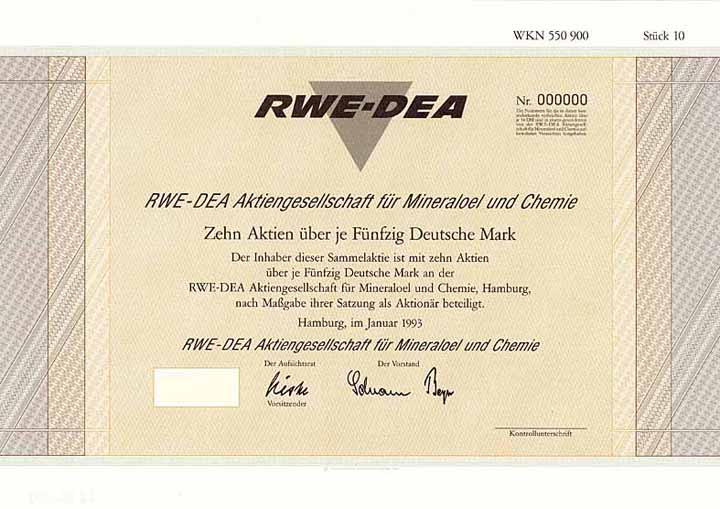 WKN 550 900 Stück 10
RWE-DEA
Nr. 000000
RWE-DEA Aktiengesellschaft für Mineraloel und Chemie
Zehn Aktien über je Fünfzig Deutsche Mark
Der Inhaber dieser Sammelaktie ist mit zehn Aktien
über je Fünfzig Deutsche Mark an der
RWE-DEA Aktiengesellschaft für Mineraloel und Chemie, Hamburg,
nach Maßgabe ihrer Satzung als Aktionär beteiligt.
Hamburg, im Januar 1993
RWE-DEA Aktiengesellschaft für Mineraloel und Chemie
Der Aufsichtsrat Der Vorstand
Vorsitzender
Kontrollunterschrift